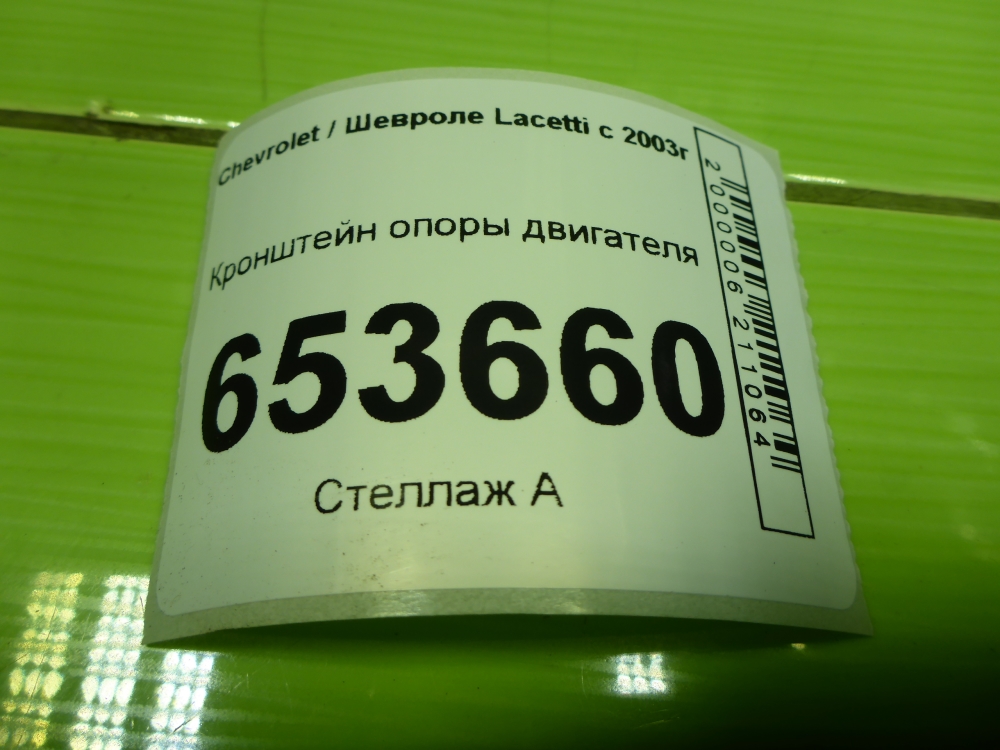 Chevrolet / Шевроле Lacetti с 2003г
Кронштейн опоры двигателя
653660
Стеллаж А
2000006211064